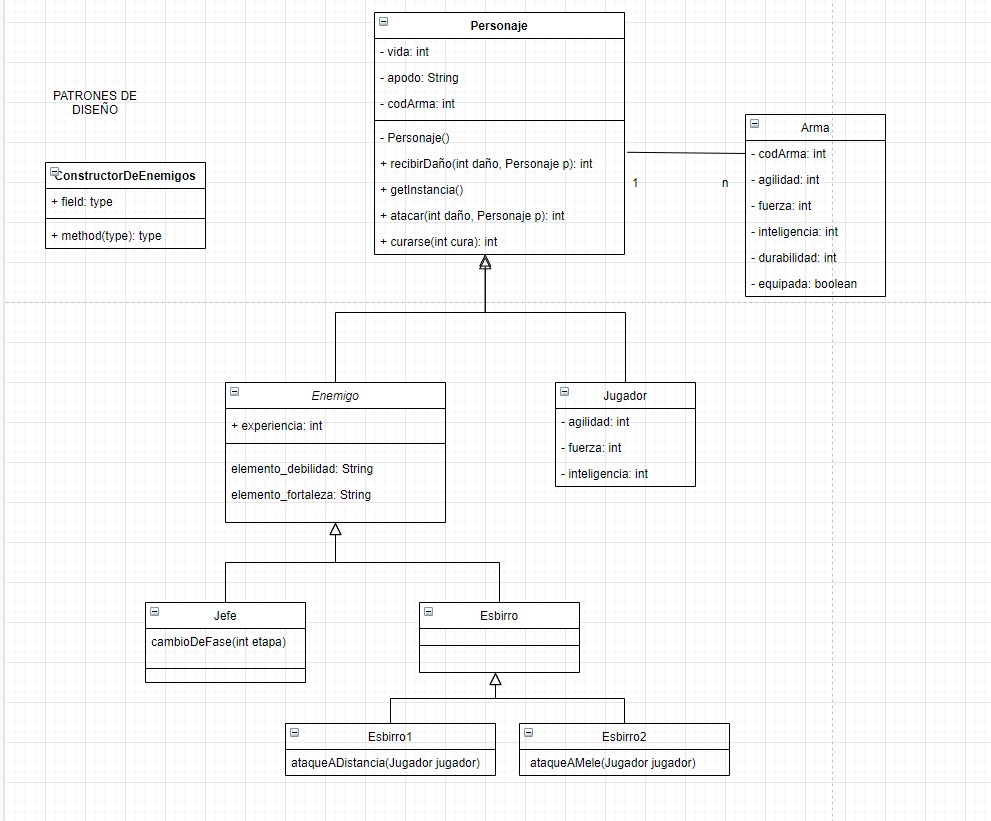 Personaje
- vida: int
- apodo: String
- codArma: int
- Personaje()
+ recibirDaño(int daño, Personaje p): int
+ getInstancia()
+ atacar(int daño, Personaje p): int
+ curarse(int cura): int
PATRONES DE
DISEÑO
ConstructorDeEnemigos
+ field: type
+ method(type): type
1
n
Arma
- codArma: int
- agilidad: int
- fuerza: int
- inteligencia: int
- durabilidad: int
- equipada: boolean
Enemigo
+ experiencia: int
elemento_debilidad: String
elemento_fortaleza: String
Jugador
- agilidad: int
- fuerza: int
- inteligencia: int
Jefe
cambioDeFase(int etapa)
Esbirro
Esbirro1
ataqueADistancia(Jugador jugador)
Esbirro2
ataqueAMele(Jugador jugador)